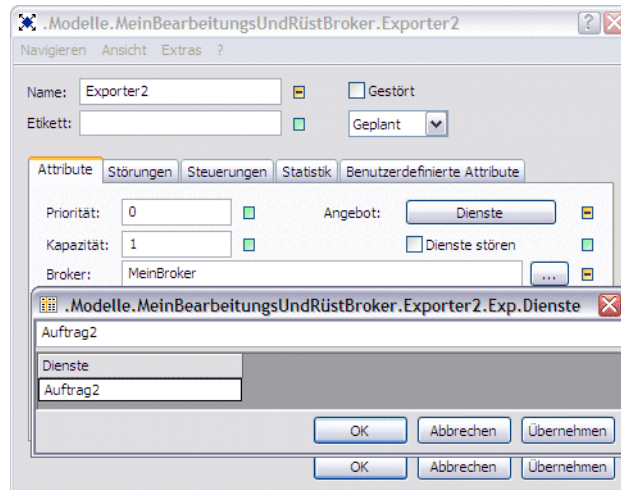 .Modelle.MeinBearbeitungsUndRüstBroker.Exporter2
Navigieren Ansicht Extras ?
Name: Exporter2 Gestört
Etikett: Geplant
Attribute Störungen Steuerungen Statistik Benutzerdefinierte Attribute
Priorität: 0 Angebot: Dienste
Kapazität: 1 Dienste stören
Broker: MeinBroker ...
.Modelle.MeinBearbeitungsUndRüstBroker.Exporter2.Exp.Dienste
Auftrag2
Dienste
Auftrag2
OK Abbrechen Übernehmen
OK Abbrechen Übernehmen